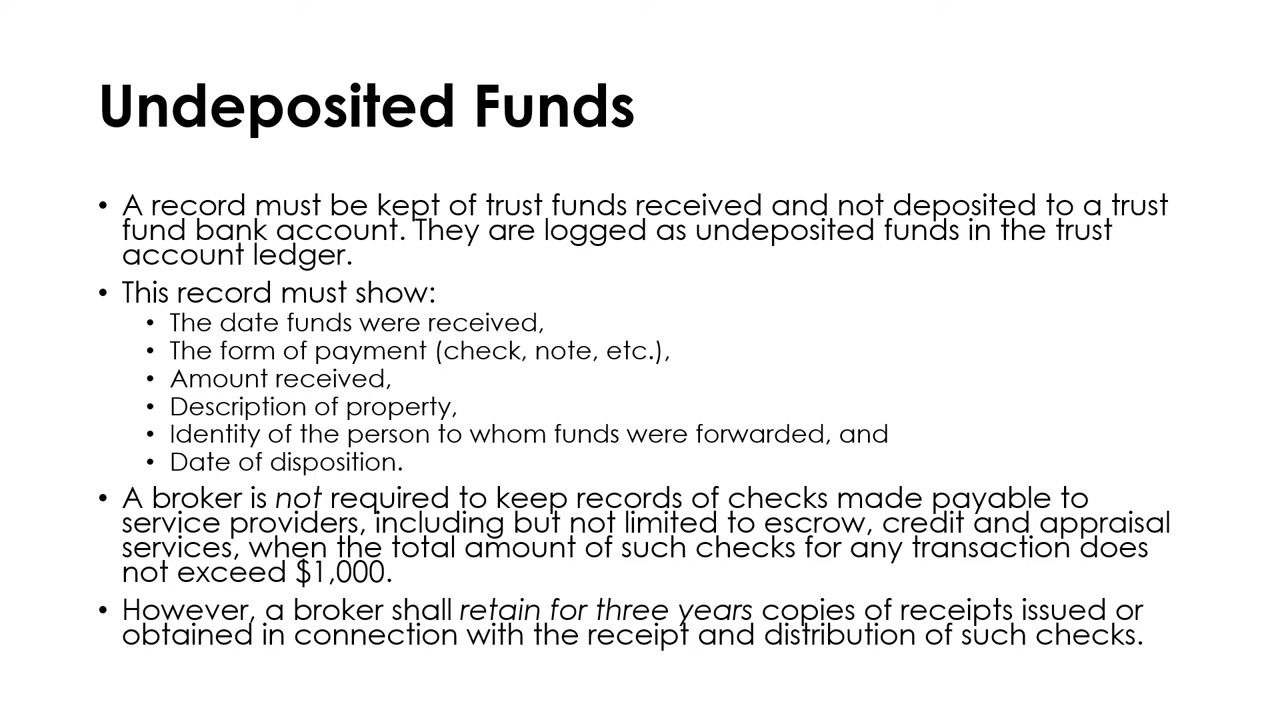 Undeposited Funds
• A record must be kept of trust funds received and not deposited to a trust
fund bank account. They are logged as undeposited funds in the trust
account ledger.
• This record must show:
• The date funds were received,
• The form of payment (check, note, etc.),
• Amount received,
• Description of property,
• Identity of the person to whom funds were forwarded, and
• Date of disposition.
• A broker is not required to keep records of checks made payable to
service providers, including but not limited to escrow, credit and appraisal
services, when the total amount of such checks for any transaction does
not exceed $1,000.
• However, a broker shall retain for three years copies of receipts issued or
obtained in connection with the receipt and distribution of such checks.